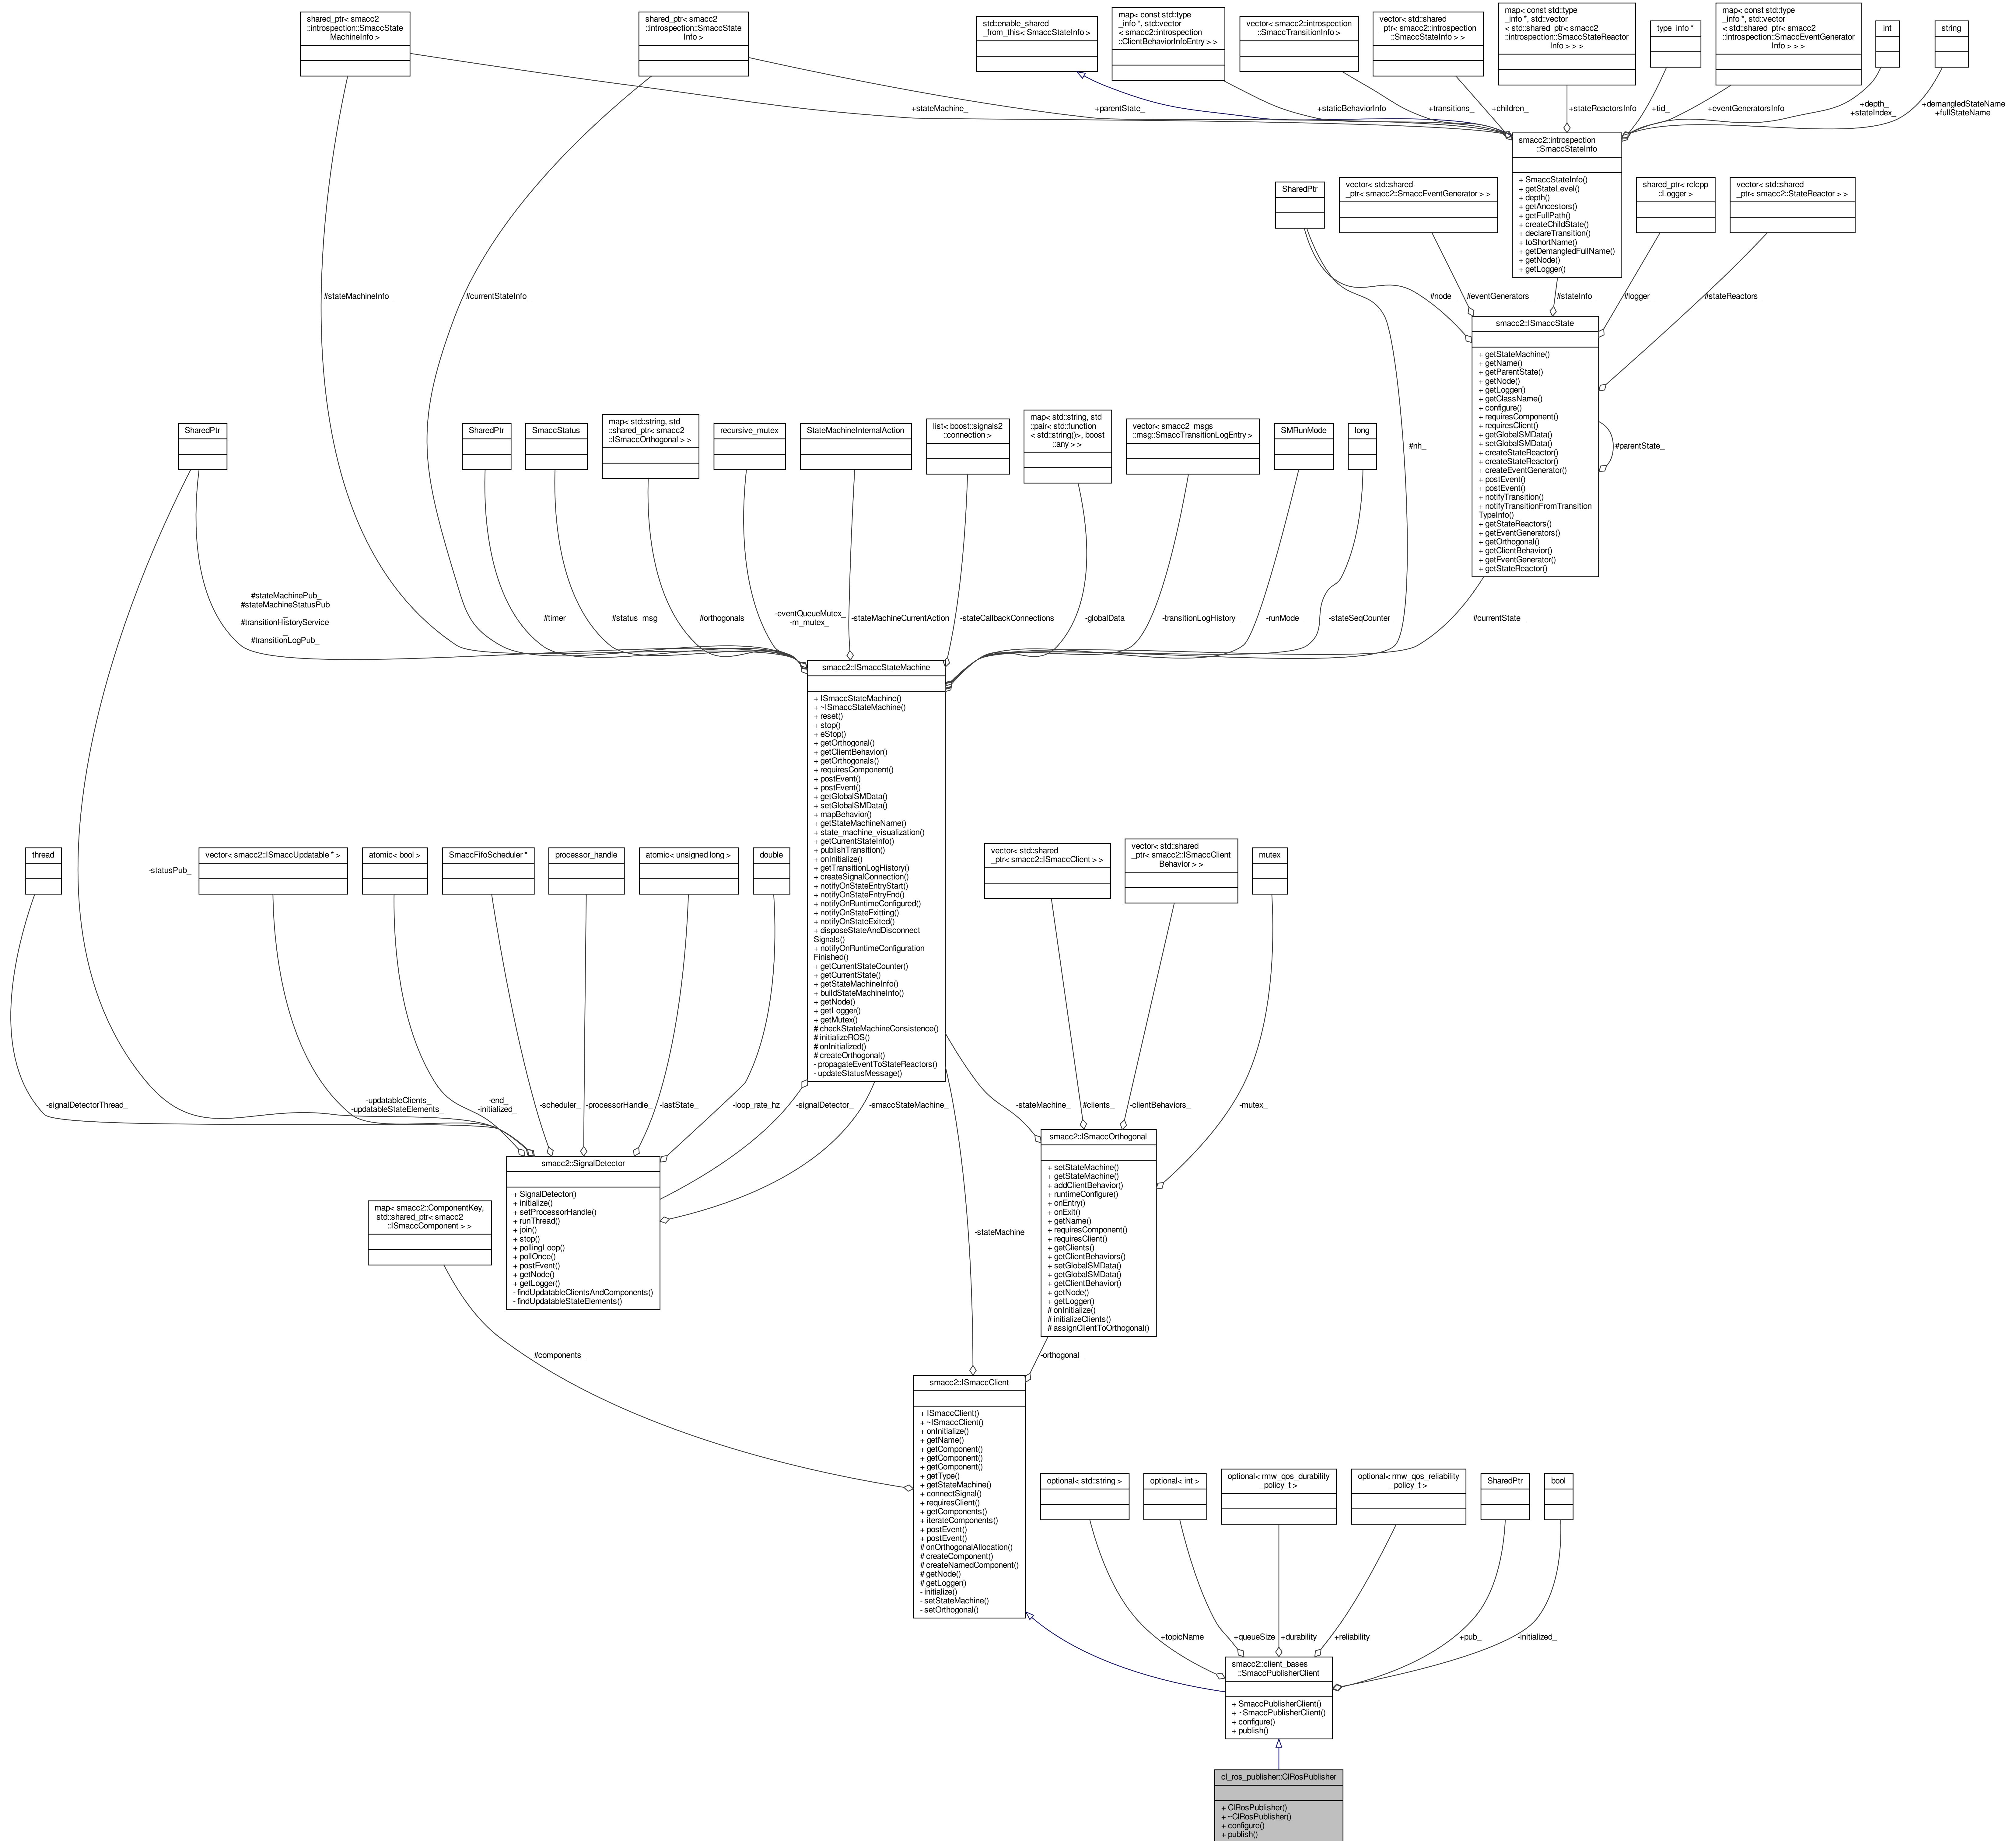 shared_ptr< smacc2
::introspection::SmaccState
MachineInfo >
shared_ptr< smacc2
::introspection::SmaccState
Info >
std::enable_shared
_from_this< SmaccStateInfo >
map< const std::type
_info *, std::vector
< smacc2::introspection
::ClientBehaviorInfoEntry > >
vector< smacc2::introspection
::SmaccTransitionInfo >
vector< std::shared
_ptr< smacc2::introspection
::SmaccStateInfo > >
map< const std::type
_info *, std::vector
< std::shared_ptr< smacc2
::introspection::SmaccStateReactor
Info > > >
type_info *
map< const std::type
_info *, std::vector
< std::shared_ptr< smacc2
::introspection::SmaccEventGenerator
Info > > >
int
string
+stateMachine_
+parentState_
+staticBehaviorInfo
+transitions_
+children_
+stateReactorsInfo
+tid_
+eventGeneratorsInfo
+depth_
+stateIndex_
+demangledStateName
+fullStateName
smacc2::introspection
::SmaccStateInfo
+ SmaccStateInfo()
+ getStateLevel()
+ depth()
+ getAncestors()
+ getFullPath()
+ createChildState()
+ declareTransition()
+ toShortName()
+ getDemangledFullName()
+ getNode()
+ getLogger()
SharedPtr
vector< std::shared
_ptr< smacc2::SmaccEventGenerator > >
shared_ptr< rclcpp
::Logger >
vector< std::shared
_ptr< smacc2::StateReactor > >
#stateMachineInfo_
#currentStateInfo_
#node_
#eventGenerators_
#stateInfo_
#logger_
#stateReactors_
smacc2::ISmaccState
+ getStateMachine()
+ getName()
+ getParentState()
+ getNode()
+ getLogger()
+ getClassName()
+ configure()
+ requiresComponent()
+ requiresClient()
+ getGlobalSMData()
+ setGlobalSMData()
+ createStateReactor()
+ createStateReactor()
+ createEventGenerator()
+ postEvent()
+ postEvent()
+ notifyTransition()
+ notifyTransitionFromTransition
TypeInfo()
+ getStateReactors()
+ getEventGenerators()
+ getOrthogonal()
+ getClientBehavior()
+ getEventGenerator()
+ getStateReactor()
#parentState_
#nh_
SharedPtr
SharedPtr
SmaccStatus
map< std::string, std
::shared_ptr< smacc2
::ISmaccOrthogonal > >
recursive_mutex
StateMachineInternalAction
list< boost::signals2
::connection >
map< std::string, std
::pair< std::function
< std::string()>, boost
::any > >
vector< smacc2_msgs
::msg::SmaccTransitionLogEntry >
SMRunMode
long
#stateMachinePub_
#stateMachineStatusPub
_
#transitionHistoryService
_
#transitionLogPub_
#timer_
#status_msg_
#orthogonals_
-eventQueueMutex_
-m_mutex_
-stateMachineCurrentAction
-stateCallbackConnections
-globalData_
-transitionLogHistory_
-runMode_
-stateSeqCounter_
#currentState_
smacc2::ISmaccStateMachine
+ ISmaccStateMachine()
+ ~ISmaccStateMachine()
+ reset()
+ stop()
+ eStop()
+ getOrthogonal()
+ getClientBehavior()
+ getOrthogonals()
+ requiresComponent()
+ postEvent()
+ postEvent()
+ getGlobalSMData()
+ setGlobalSMData()
+ mapBehavior()
+ getStateMachineName()
+ state_machine_visualization()
+ getCurrentStateInfo()
+ publishTransition()
+ onInitialize()
+ getTransitionLogHistory()
+ createSignalConnection()
+ notifyOnStateEntryStart()
+ notifyOnStateEntryEnd()
+ notifyOnRuntimeConfigured()
+ notifyOnStateExitting()
+ notifyOnStateExited()
+ disposeStateAndDisconnect
Signals()
+ notifyOnRuntimeConfiguration
Finished()
+ getCurrentStateCounter()
+ getCurrentState()
+ getStateMachineInfo()
+ buildStateMachineInfo()
+ getNode()
+ getLogger()
+ getMutex()
# checkStateMachineConsistence()
# initializeROS()
# onInitialized()
# createOrthogonal()
- propagateEventToStateReactors()
- updateStatusMessage()
thread
-statusPub_
vector< smacc2::ISmaccUpdatable * >
atomic< bool >
SmaccFifoScheduler *
processor_handle
atomic< unsigned long >
double
vector< std::shared
_ptr< smacc2::ISmaccClient > >
vector< std::shared
_ptr< smacc2::ISmaccClient
Behavior > >
mutex
-signalDetectorThread_
-updatableClients_
-updatableStateElements_
-end_
-initialized_
-scheduler_
-processorHandle_
-lastState_
-loop_rate_hz
-signalDetector_
-smaccStateMachine_
-stateMachine_
#clients_
-clientBehaviors_
-mutex_
smacc2::SignalDetector
+ SignalDetector()
+ initialize()
+ setProcessorHandle()
+ runThread()
+ join()
+ stop()
+ pollingLoop()
+ pollOnce()
+ postEvent()
+ getNode()
+ getLogger()
- findUpdatableClientsAndComponents()
- findUpdatableStateElements()
smacc2::ISmaccOrthogonal
+ setStateMachine()
+ getStateMachine()
+ addClientBehavior()
+ runtimeConfigure()
+ onEntry()
+ onExit()
+ getName()
+ requiresComponent()
+ requiresClient()
+ getClients()
+ getClientBehaviors()
+ setGlobalSMData()
+ getGlobalSMData()
+ getClientBehavior()
+ getNode()
+ getLogger()
# onInitialize()
# initializeClients()
# assignClientToOrthogonal()
map< smacc2::ComponentKey,
std::shared_ptr< smacc2
::ISmaccComponent > >
-stateMachine_
#components_
-orthogonal_
smacc2::ISmaccClient
+ ISmaccClient()
+ ~ISmaccClient()
+ onInitialize()
+ getName()
+ getComponent()
+ getComponent()
+ getComponent()
+ getType()
+ getStateMachine()
+ connectSignal()
+ requiresClient()
+ getComponents()
+ iterateComponents()
+ postEvent()
+ postEvent()
# onOrthogonalAllocation()
# createComponent()
# createNamedComponent()
# getNode()
# getLogger()
- initialize()
- setStateMachine()
- setOrthogonal()
optional< std::string >
optional< int >
optional< rmw_qos_durability
_policy_t >
optional< rmw_qos_reliability
_policy_t >
SharedPtr
bool
+topicName
+queueSize
+durability
+reliability
+pub_
-initialized_
smacc2::client_bases
::SmaccPublisherClient
+ SmaccPublisherClient()
+ ~SmaccPublisherClient()
+ configure()
+ publish()
cl_ros_publisher::ClRosPublisher
+ ClRosPublisher()
+ ~ClRosPublisher()
+ configure()
+ publish()